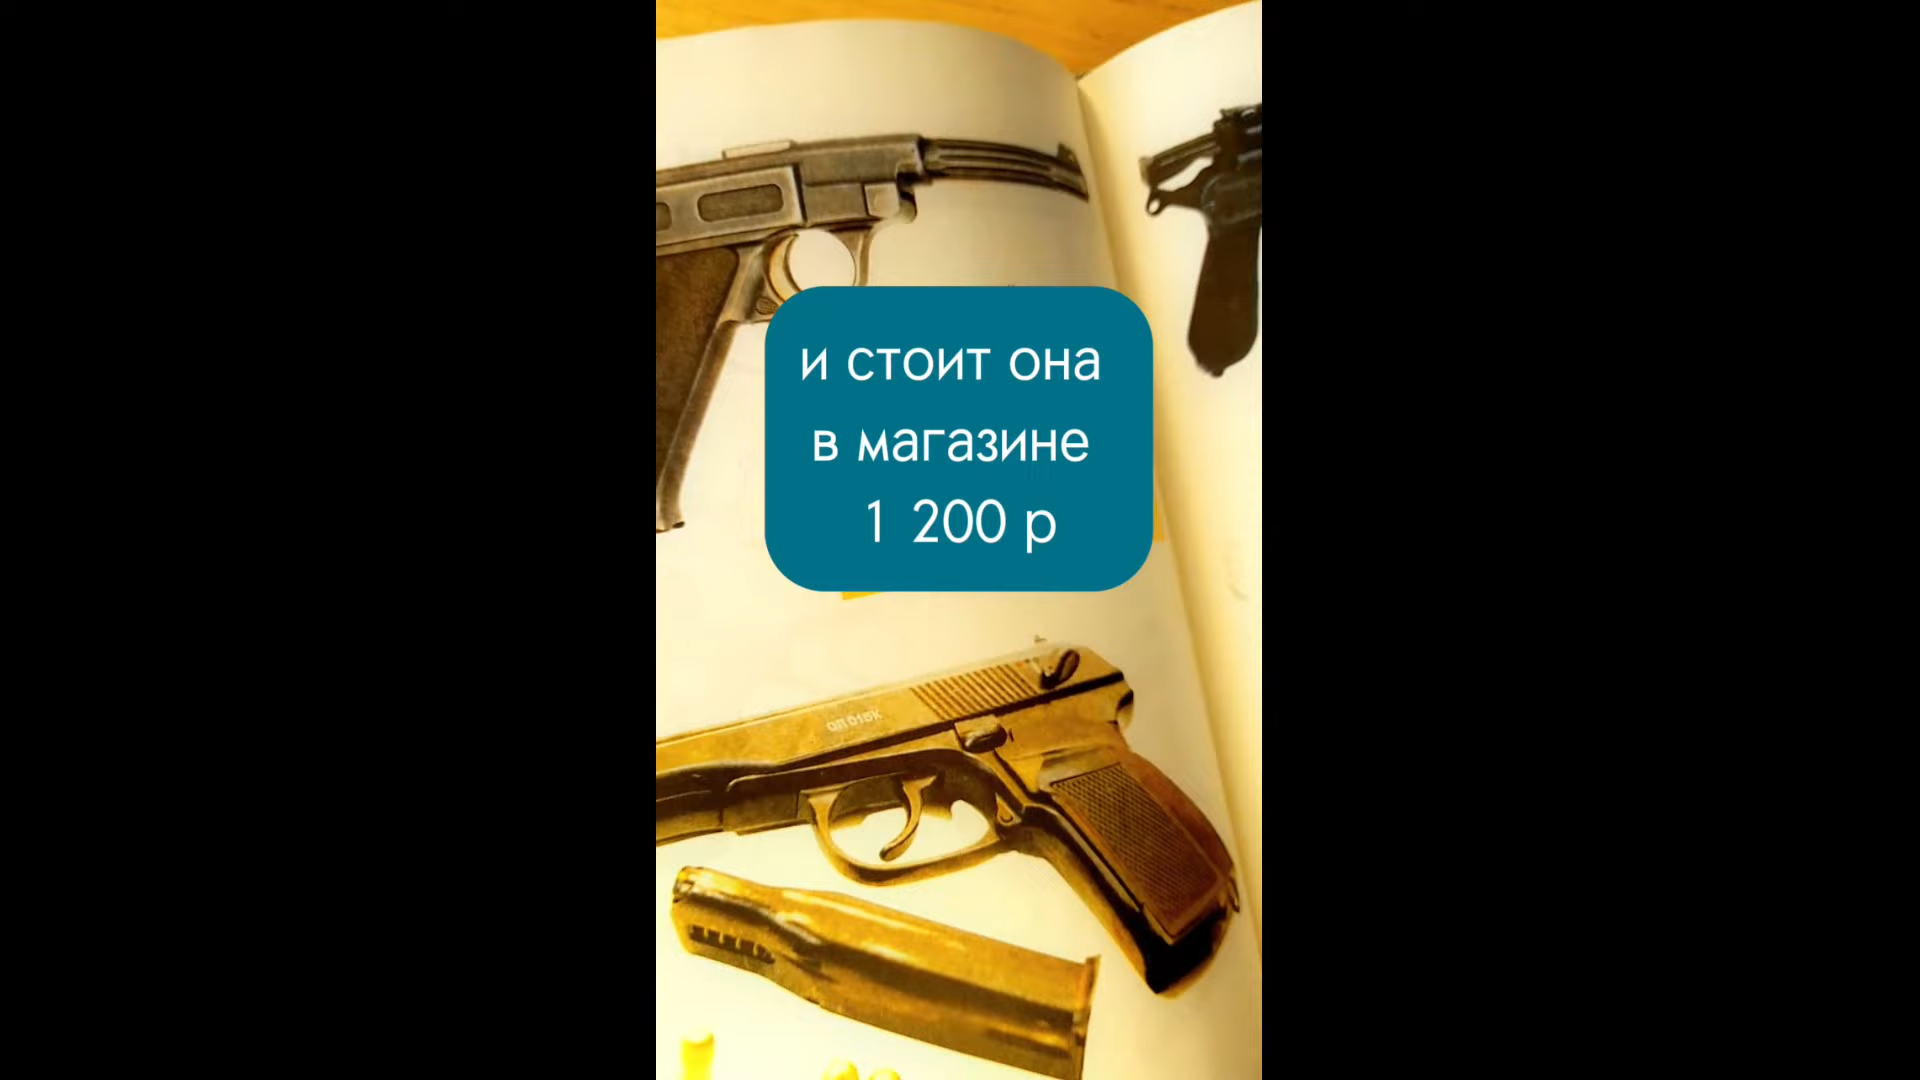 и стоит она
в магазине
1 200 р